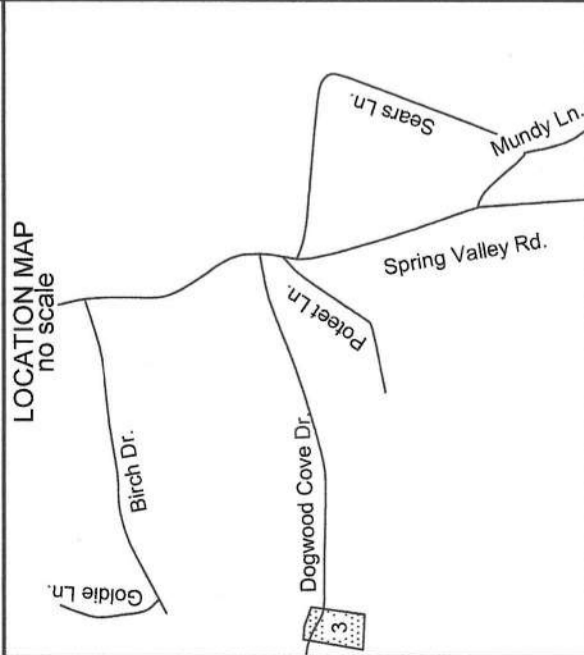 LOCATION MAP
no scale
Sears Ln.
Mundy Ln.
Spring Valley Rd.
Poteet Ln.
Birch Dr.
Dogwood Cove Dr.
Goldie Ln.
3